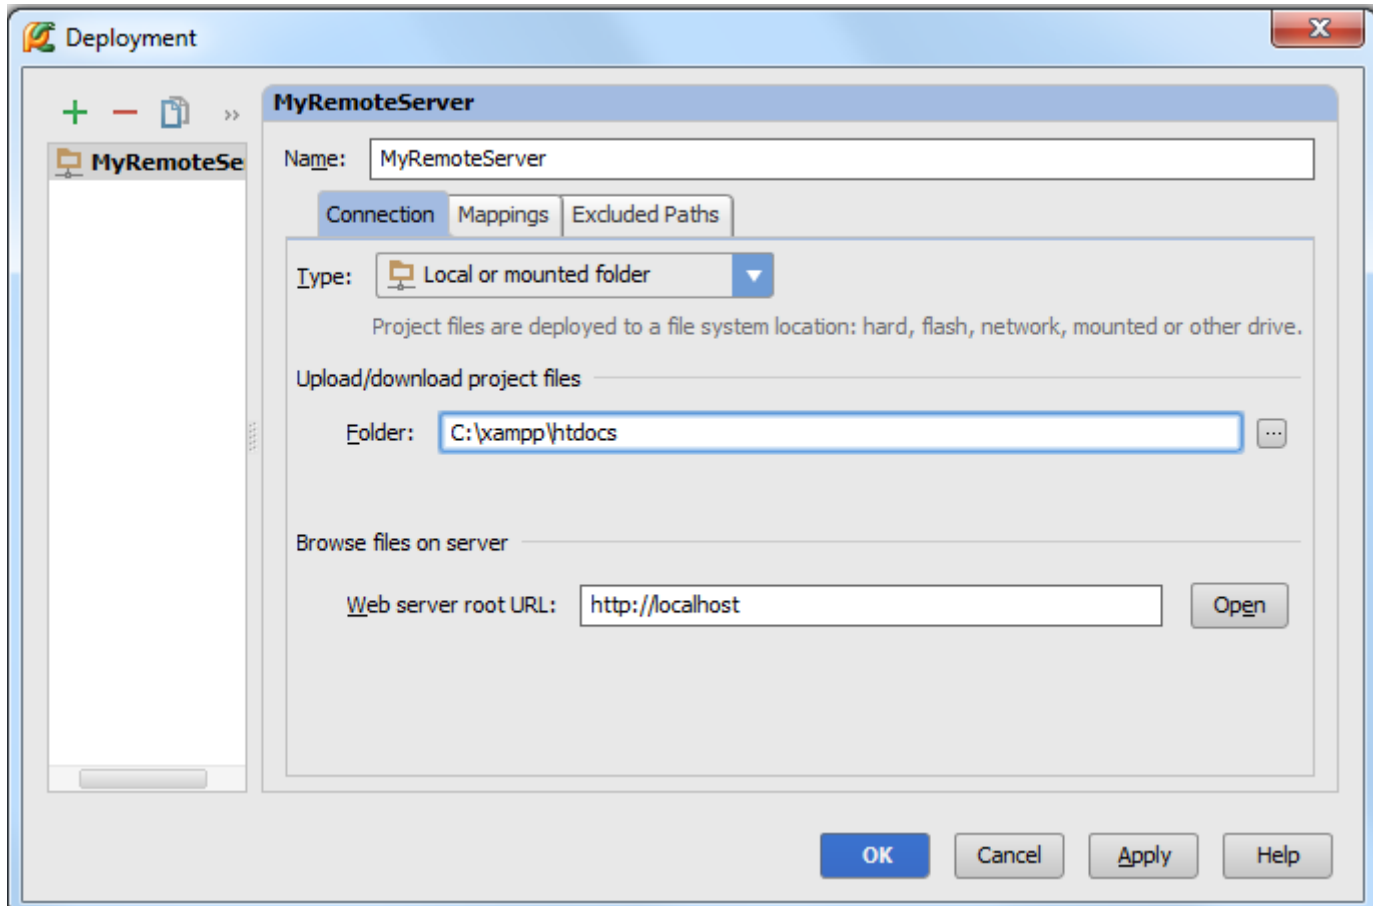 Deployment
MyRemoteServer
MyRemoteSe
Name: MyRemoteServer
Connection Mappings Excluded Paths
Type: Local or mounted folder
Project files are deployed to a file system location: hard, flash, network, mounted or other drive.
Upload/download project files
Folder: C:\xampp\htdocs ...
Browse files on server
Web server root URL: http://localhost Open
OK Cancel Apply Help